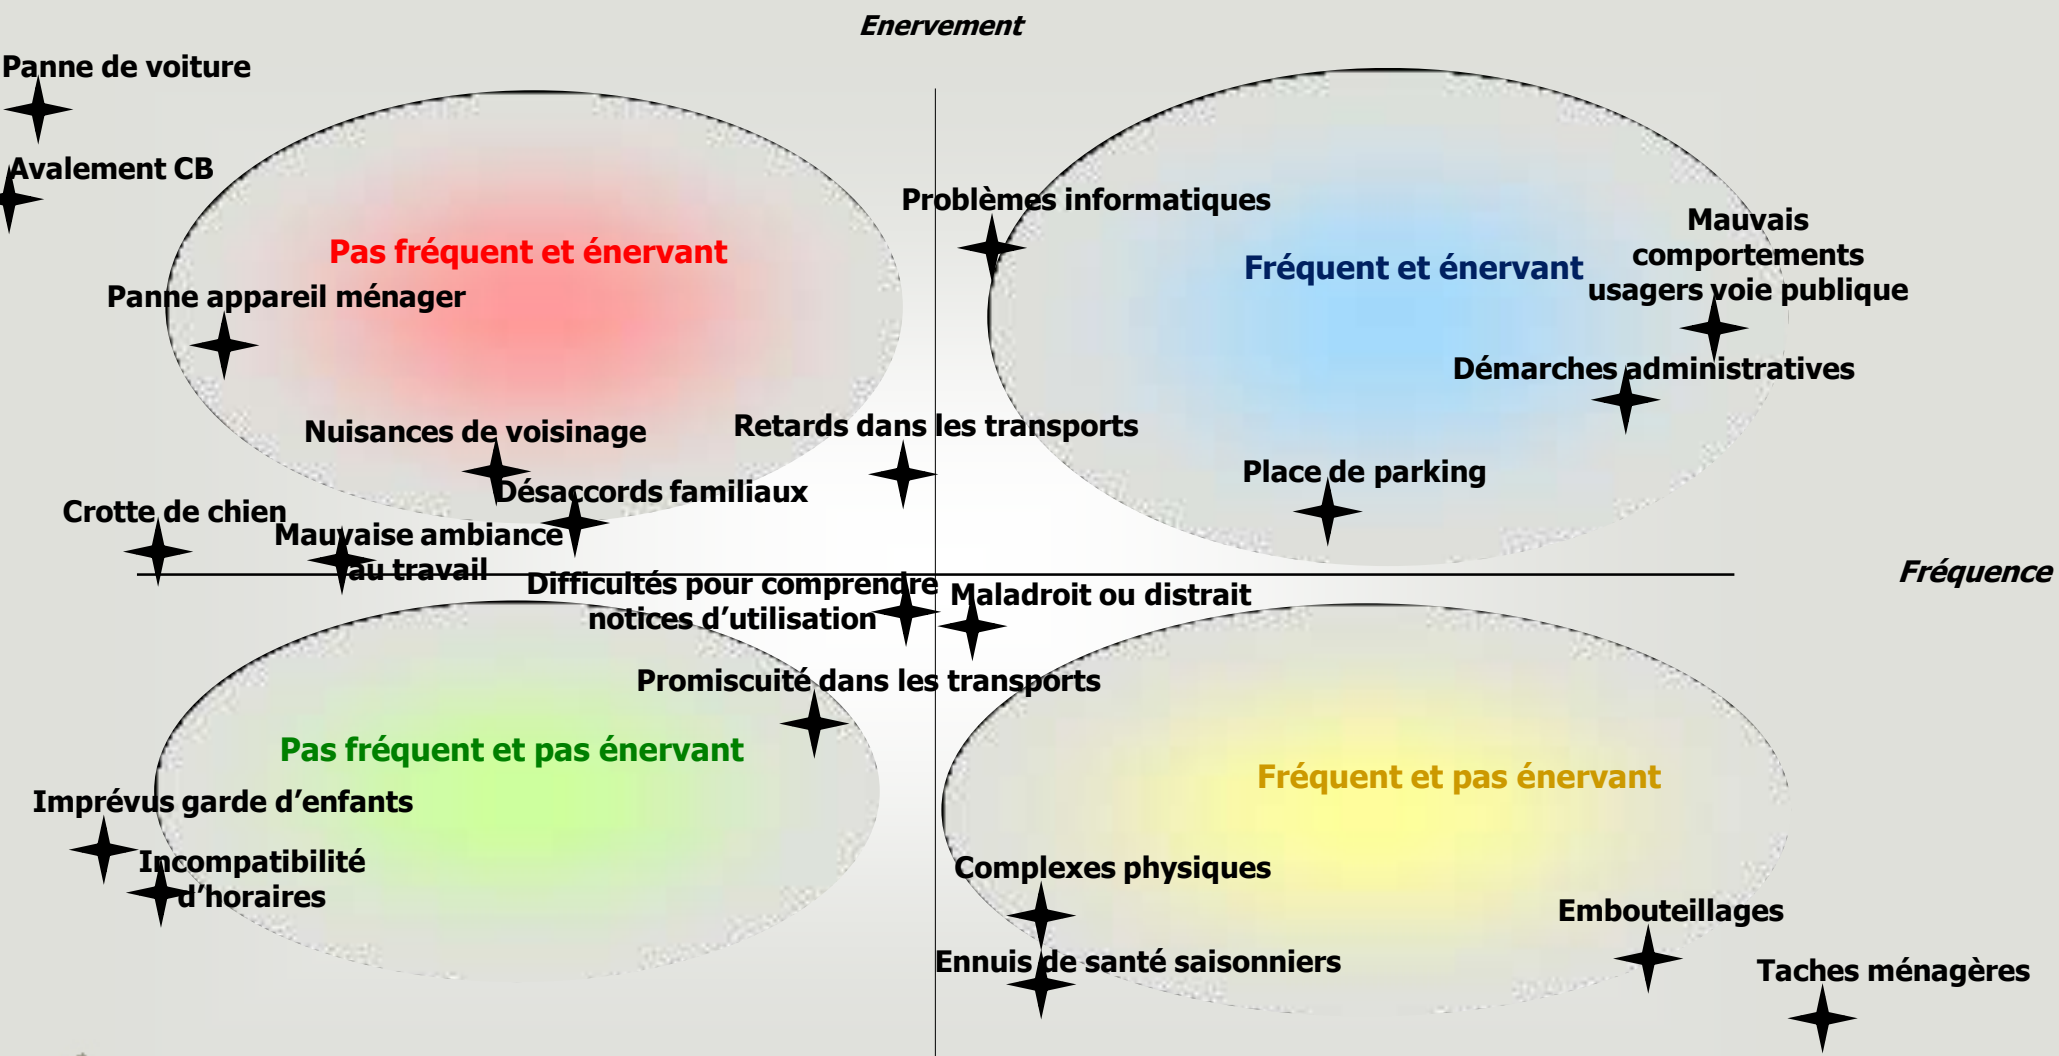 Enervement
Panne de voiture
Avalement CB
Problèmes informatiques
Mauvais
comportements
usagers voie publique
Pas fréquent et énervant
Fréquent et énervant
Panne appareil ménager
Démarches administratives
Nuisances de voisinage
Retards dans les transports
Place de parking
Désaccords familiaux
Crotte de chien
Mauvaise ambiance
au travail
Fréquence
Difficultés pour comprendre
notices d’utilisation
Maladroit ou distrait
Promiscuité dans les transports
Pas fréquent et pas énervant
Fréquent et pas énervant
Imprévus garde d’enfants
Incompatibilité
d’horaires
Complexes physiques
Embouteillages
Ennuis de santé saisonniers
Taches ménagères